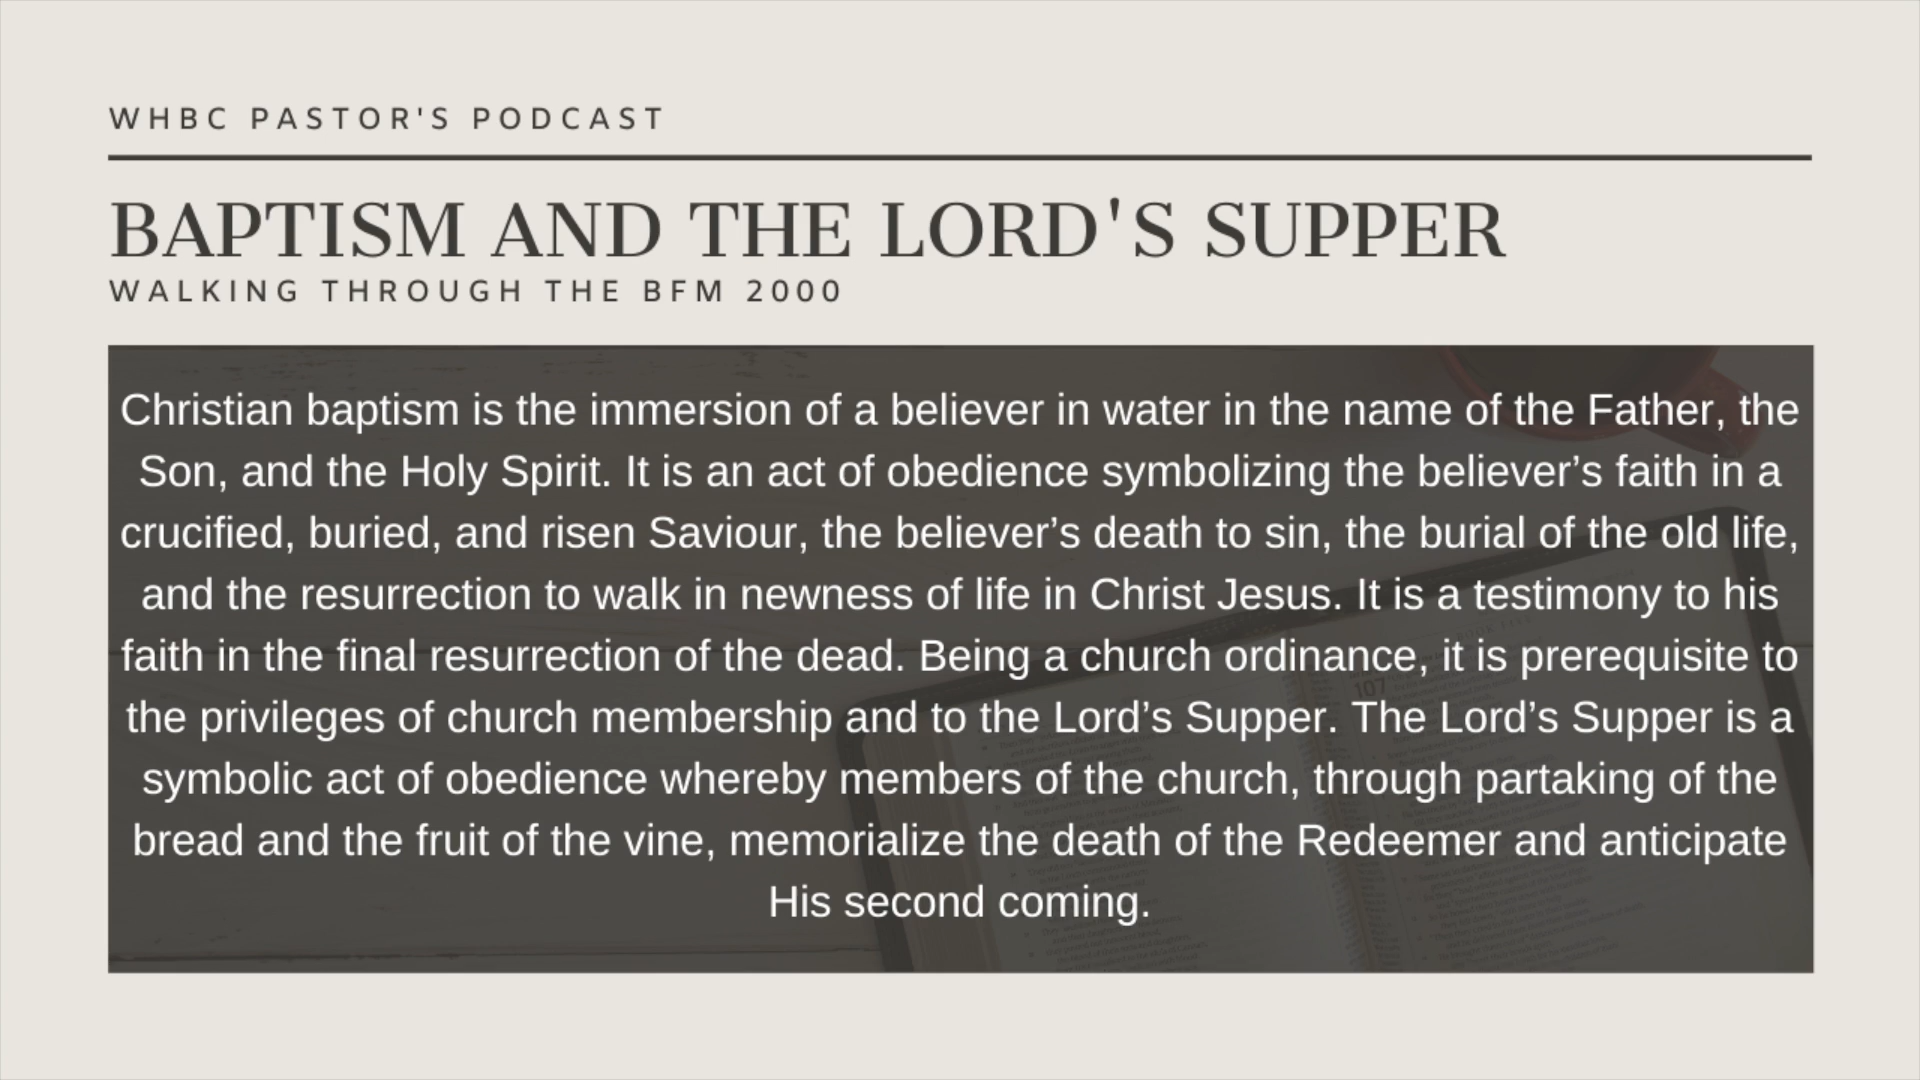 WHBC PASTOR'S PODCAST
BAPTISM AND THE LORD'S SUPPER
WALKING THROUGH THE BFM 2000
Christian baptism is the immersion of a believer in water in the name of the Father, the
Son, and the Holy Spirit. It is an act of obedience symbolizing the believer’s faith in a
crucified, buried, and risen Saviour, the believer’s death to sin, the burial of the old life,
and the resurrection to walk in newness of life in Christ Jesus. It is a testimony to his
faith in the final resurrection of the dead. Being a church ordinance, it is prerequisite to
the privileges of church membership and to the Lord’s Supper. The Lord’s Supper is a
symbolic act of obedience whereby members of the church, through partaking of the
bread and the fruit of the vine, memorialize the death of the Redeemer and anticipate
His second coming.
107